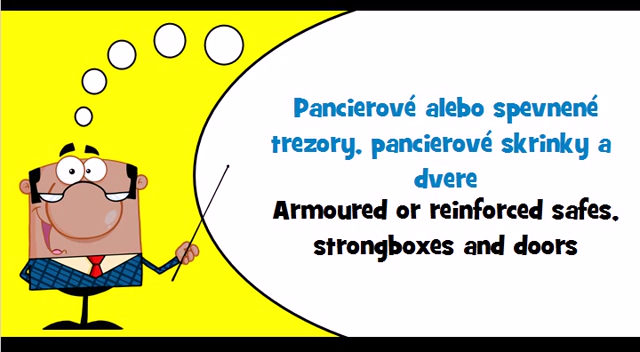 Pancierové alebo spevnené
trezory, pancierové skrinky a
dvere
Armoured or reinforced safes,
strongboxes and doors